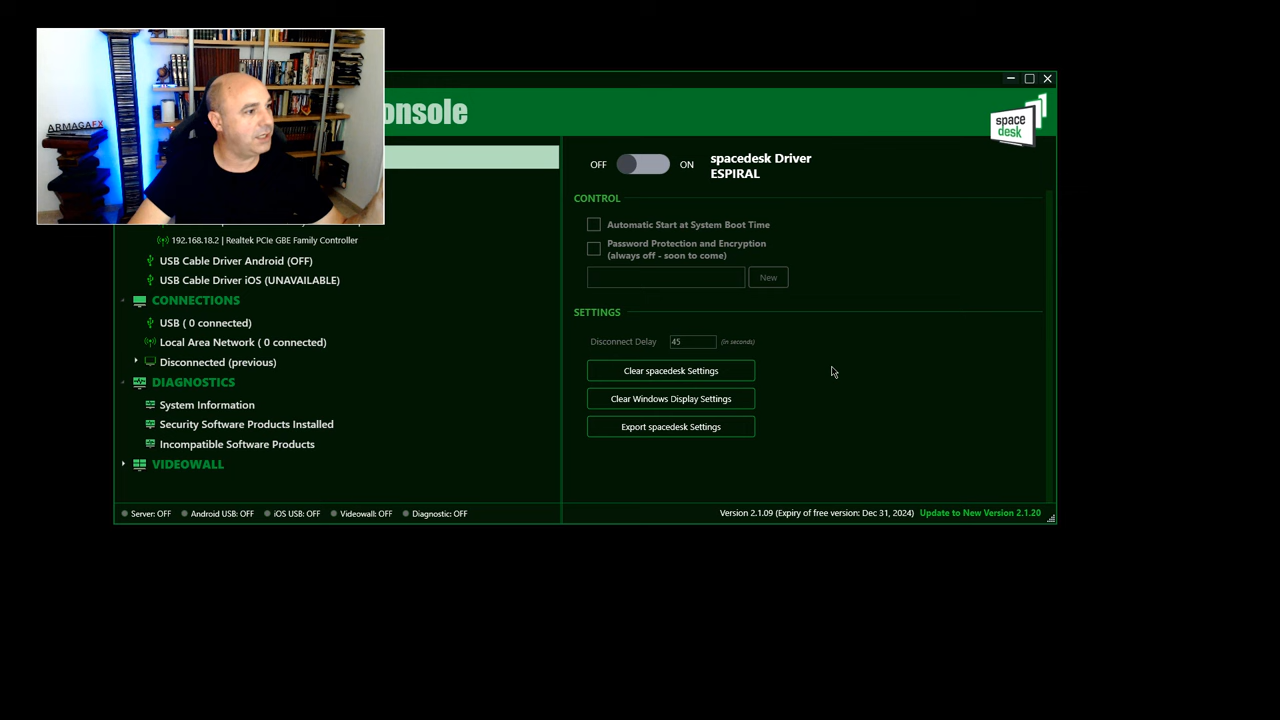 ARMAGAFX
onsole
space
desk
192.168.18.2 | Realtek PCIe GBE Family Controller
USB Cable Driver Android (OFF)
USB Cable Driver iOS (UNAVAILABLE)
CONNECTIONS
USB ( 0 connected)
Local Area Network ( 0 connected)
Disconnected (previous)
DIAGNOSTICS
System Information
Security Software Products Installed
Incompatible Software Products
VIDEOWALL
OFF
ON
spacedesk Driver
ESPIRAL
CONTROL
Automatic Start at System Boot Time
Password Protection and Encryption
(always off - soon to come)
New
SETTINGS
Disconnect Delay 45 (in seconds)
Clear spacedesk Settings
Clear Windows Display Settings
Export spacedesk Settings
Server: OFF Android USB: OFF iOS USB: OFF Videowall: OFF Diagnostic: OFF
Version 2.1.09 (Expiry of free version: Dec 31, 2024) Update to New Version 2.1.20